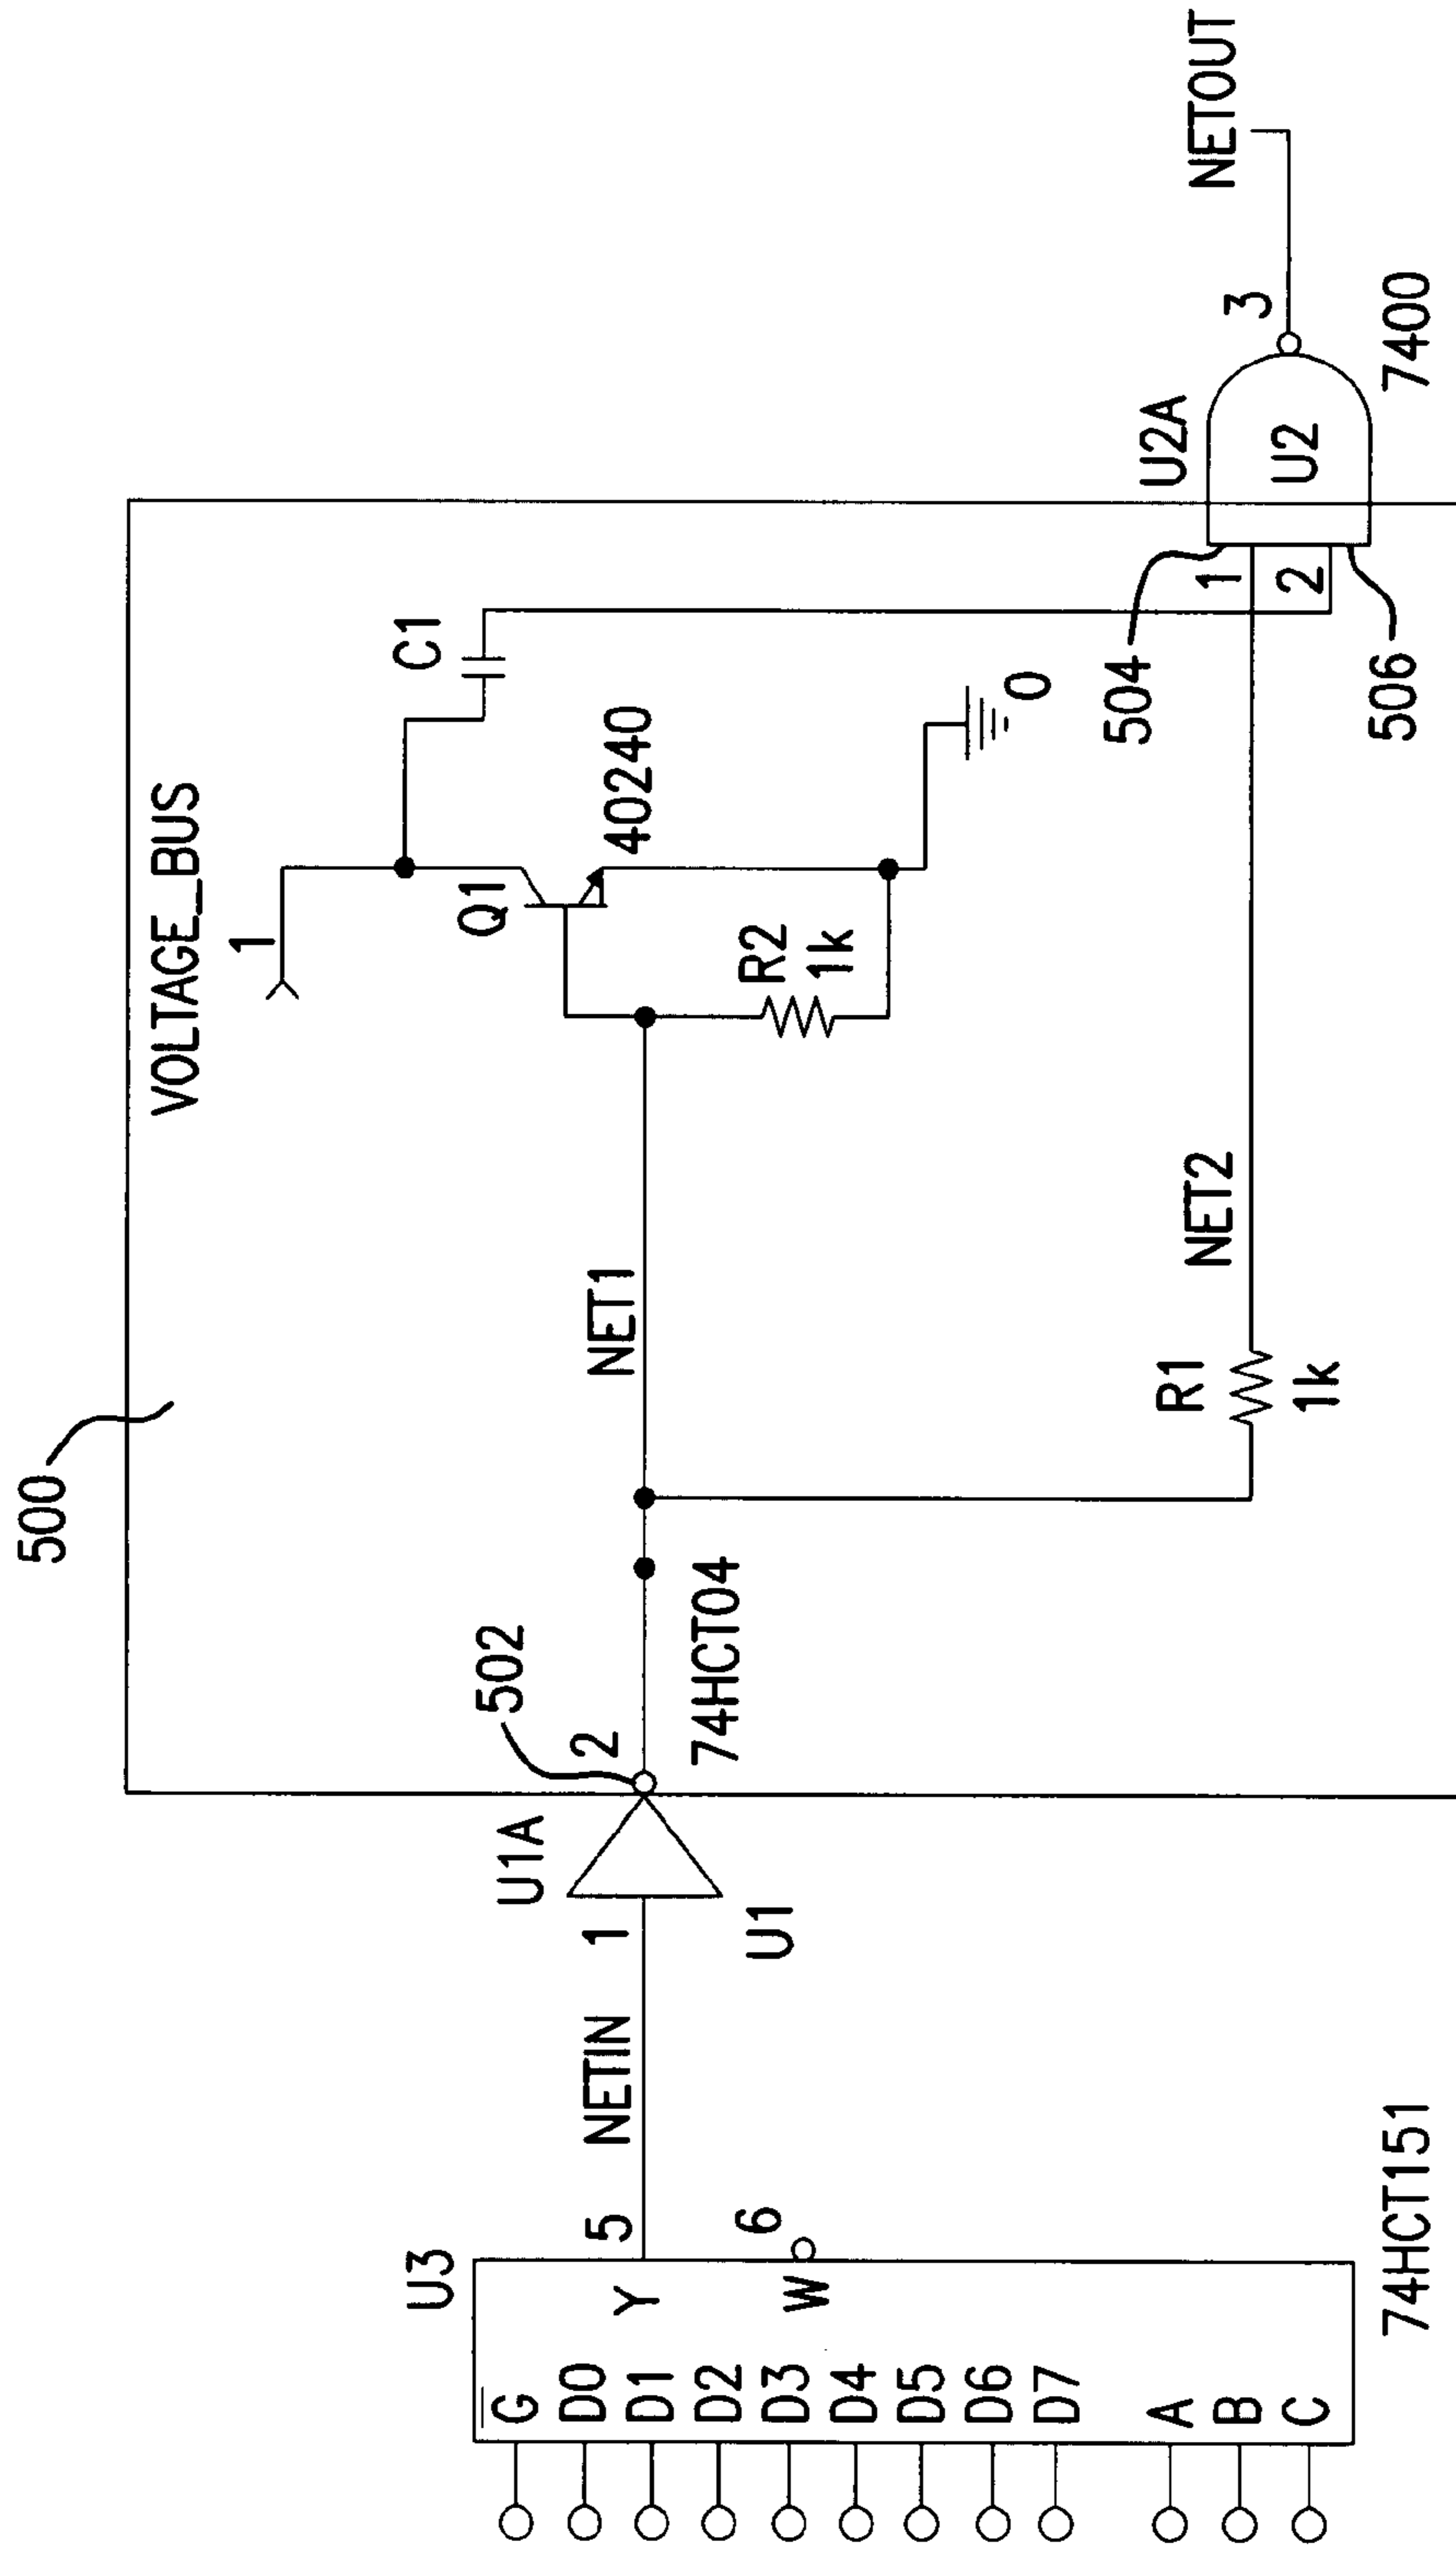 500
VOLTAGE_BUS
1
C1
Q1
40240
R2
1k
0
NET1
502
2
74HCT04
U1A
1
U1
NETIN
NET2
R1
1k
504
1
2
506
U2A
U2
3
7400
NETOUT
U3
5
Y
6
W
G
D0
D1
D2
D3
D4
D5
D6
D7
A
B
C
74HCT151